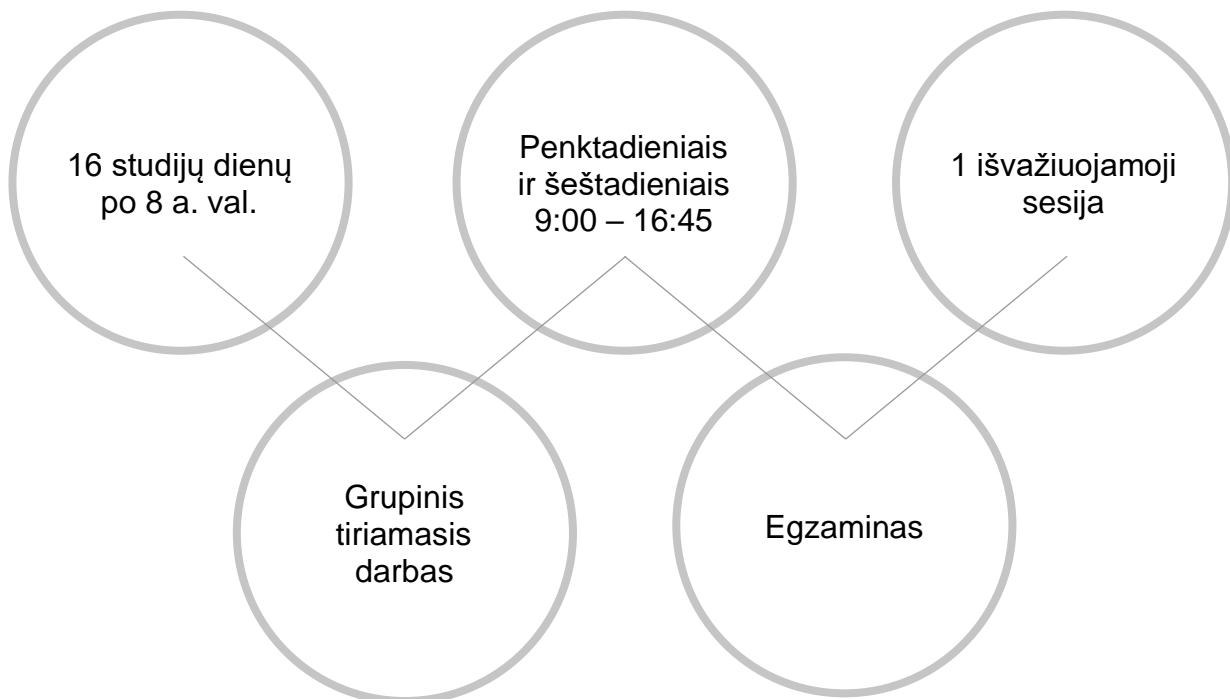 16 studijų dienų
po 8 a. val.
Penktadieniais
ir šeštadieniais
9:00 – 16:45
1 išvažiuojamoji
sesija
Grupinis
tiriamasis
darbas
Egzaminas